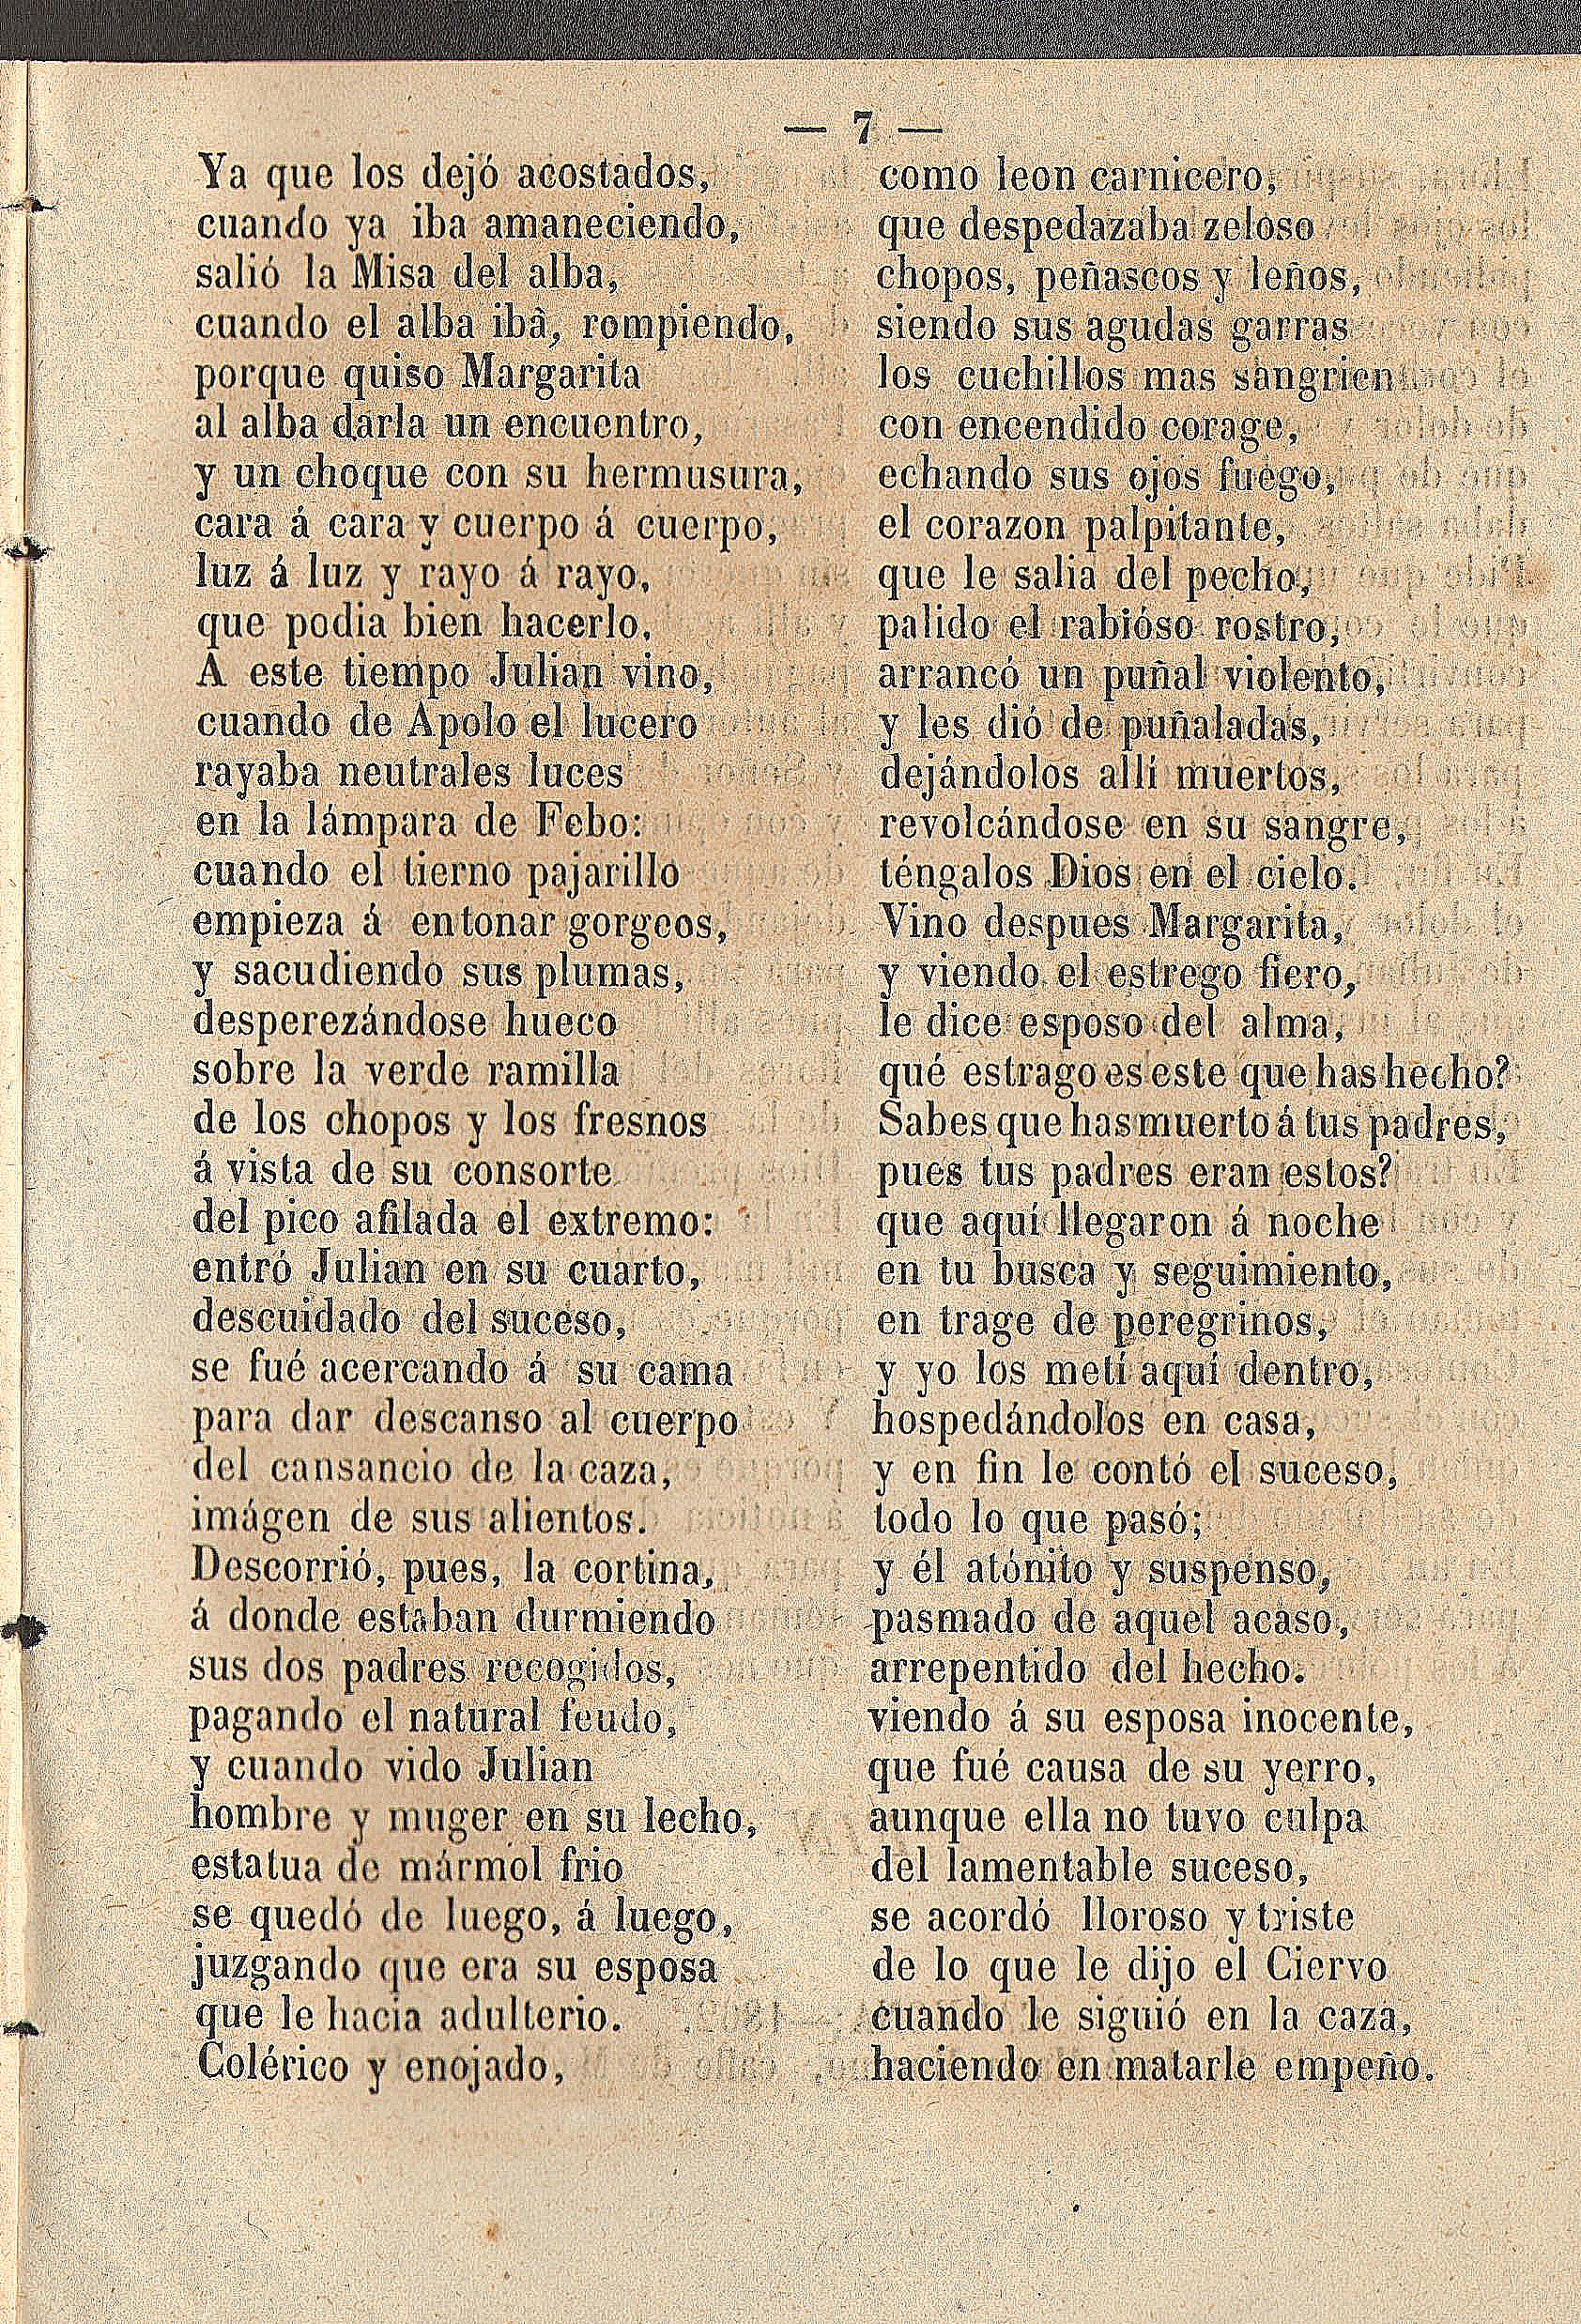 — 7 —
Ya que los dejó acostados,
cuando ya iba amaneciendo,
salió la Misa del alba,
cuando el alba iba, rompiendo,
porque quiso Margarita
al alba darla un encuentro,
y un choque con su hermusura,
cara á cara y cuerpo á cuerpo,
luz á luz y rayo á rayo,
que podia bien hacerlo.
A este tiempo Julian vino,
cuando de Apolo el lucero
rayaba neutrales luces
en la lámpara de Febo:
cuando el tierno pajarillo
empieza á entonar gorgeos,
y sacudiendo sus plumas,
desperezándose hueco
sobre la verde ramilla
de los chopos y los fresnos
á vista de su consorte
del pico afilada el extremo:
entró Julian en su cuarto,
descuidado del suceso,
se fué acercando á su cama
para dar descanso al cuerpo
del cansancio de la caza,
imágen de sus alientos.
Descorrió, pues, la cortina,
á donde estaban durmiendo
sus dos padres recogidos,
pagando el natural feudo,
y cuando vido Julian
hombre y muger en su lecho,
estatua de mármol frio
se quedó de luego, á luego,
juzgando que era su esposa
que le hacia adulterio.
Colérico y enojado,
como leon carnicero,
que despedazaba zeloso
chopos, peñascos y leños,
siendo sus agudas garras
los cuchillos mas sangrien
con encendido corage,
echando sus ojos fuego,
el corazon palpitante,
que le salia del pecho,
palido el rabióso rostro,
arrancó un puñal violento,
y les dió de puñaladas,
dejándolos allí muertos,
revolcándose en su sangre,
téngalos Dios en el cielo.
Vino despues Margarita,
y viendo el estrego fiero,
le dice esposo del alma,
qué estrago es este que has hecho?
Sabes que has muerto á tus padres,
pues tus padres eran estos?
que aquí llegaron á noche
en tu busca y seguimiento,
en trage de peregrinos,
y yo los metí aquí dentro,
hospedándolos en casa,
y en fin le contó el suceso,
todo lo que pasó;
y él atónito y suspenso,
pasmado de aquel acaso,
arrepentido del hecho.
viendo á su esposa inocente,
que fué causa de su yerro,
aunque ella no tuvo culpa
del lamentable suceso,
se acordó lloroso y triste
de lo que le dijo el Ciervo
cuando le siguió en la caza,
haciendo en matarle empeño.